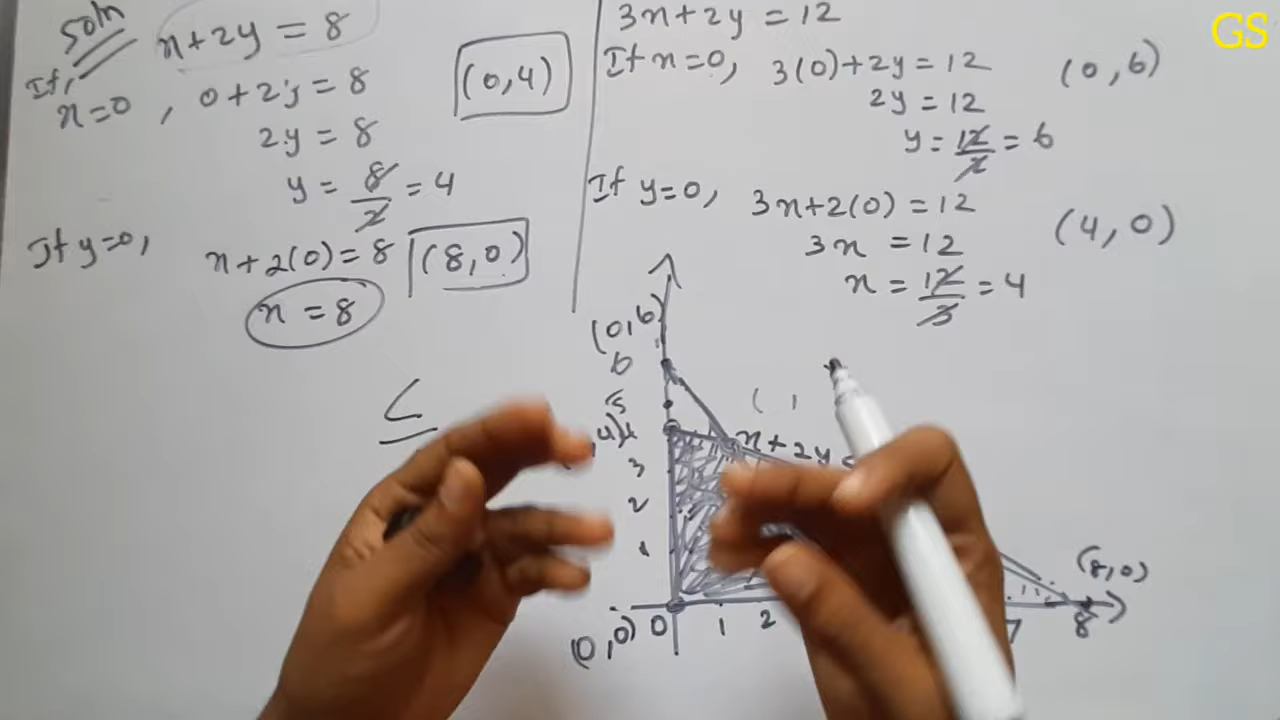 GS
Soln
x+2y = 8
If,
x=0 , 0+2y = 8
(0,4)
2y = 8
y = 8/2 = 4
If y=0,
x+2(0)=8
(8,0)
x = 8
3x+2y = 12
If x=0, 3(0)+2y = 12
(0,6)
2y = 12
y = 12/2 = 6
If y=0, 3x+2(0) = 12
(4,0)
3x = 12
x = 12/3 = 4
≤
(0,6)
6
5
4)4
( )
x+2y
3
2
1
(8,0)
(0,0) 0 1 2 7 8